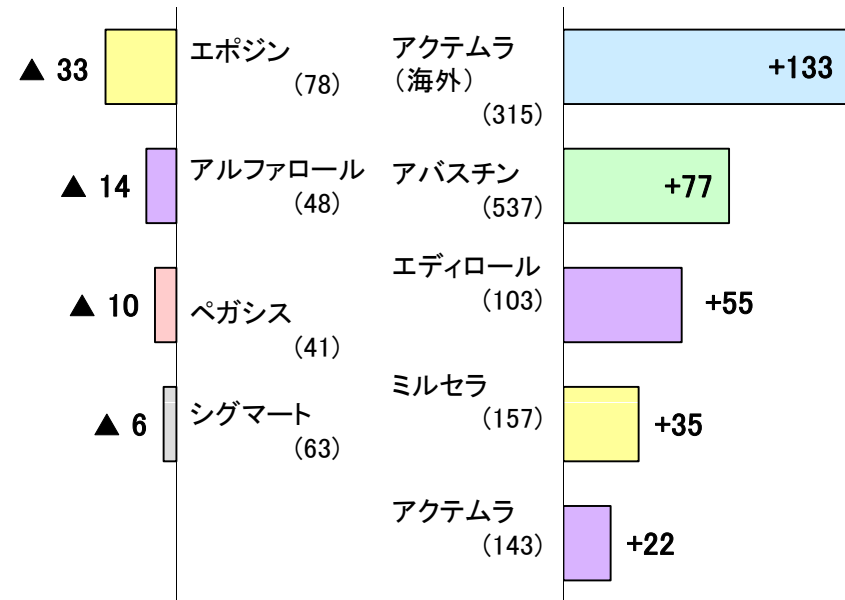 ▲ 33
エポジン
(78)
▲ 14
アルファロール
(48)
▲ 10
ペガシス
(41)
▲ 6
シグマート
(63)
アクテムラ
(海外)
(315)
+133
アバスチン
(537)
+77
エディロール
(103)
+55
ミルセラ
(157)
+35
アクテムラ
(143)
+22